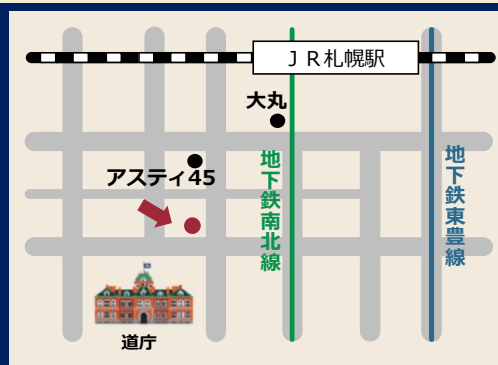 ＪＲ札幌駅
大丸
アスティ45
地下鉄南北線
地下鉄東豊線
道庁